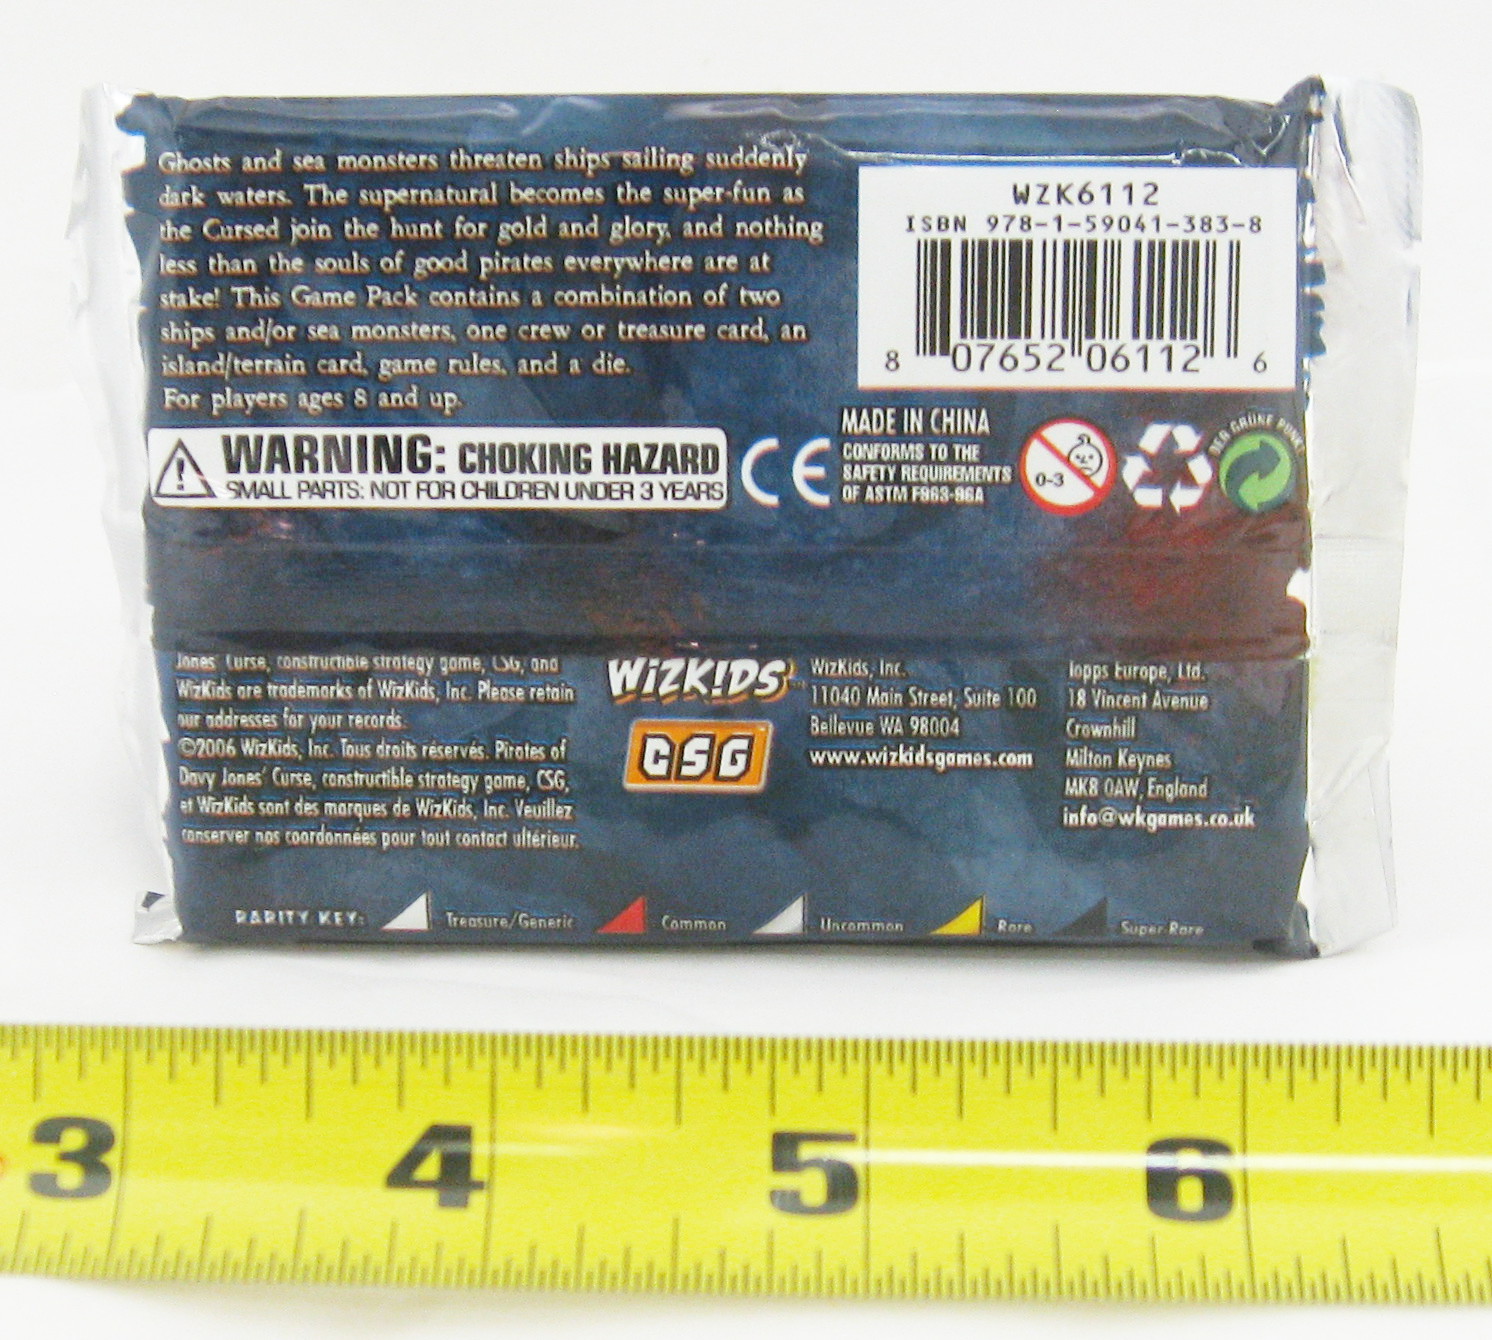 Ghosts and sea monsters threaten ships sailing suddenly
dark waters. The supernatural becomes the super-fun as
the Cursed join the hunt for gold and glory, and nothing
less than the souls of good pirates everywhere are at
stake! This Game Pack contains a combination of two
ships and/or sea monsters, one crew or treasure card, an
island/terrain card, game rules, and a die.
For players ages 8 and up.
WZK6112
ISBN 978-1-59041-383-8
8 07652 06112 6
WARNING: CHOKING HAZARD
SMALL PARTS: NOT FOR CHILDREN UNDER 3 YEARS
CE
MADE IN CHINA
CONFORMS TO THE
SAFETY REQUIREMENTS
OF ASTM F963-96A
0-3
DER GRÜNE PUNKT
Jones' Curse, constructible strategy game, CSG, and
WizKids are trademarks of WizKids, Inc. Please retain
our addresses for your records.
©2006 WizKids, Inc. Tous droits réservés. Pirates of
Davy Jones' Curse, constructible strategy game, CSG,
et WizKids sont des marques de WizKids, Inc. Veuillez
conserver nos coordonnées pour tout contact ultérieur.
WIZKIDS
CSG
WizKids, Inc.
11040 Main Street, Suite 100
Bellevue WA 98004
www.wizkidsgames.com
Topps Europe, Ltd.
18 Vincent Avenue
Crownhill
Milton Keynes
MK8 0AW, England
info@wkgames.co.uk
RARITY KEY: Treasure/Generic Common Uncommon Rare Super Rare
3 4 5 6